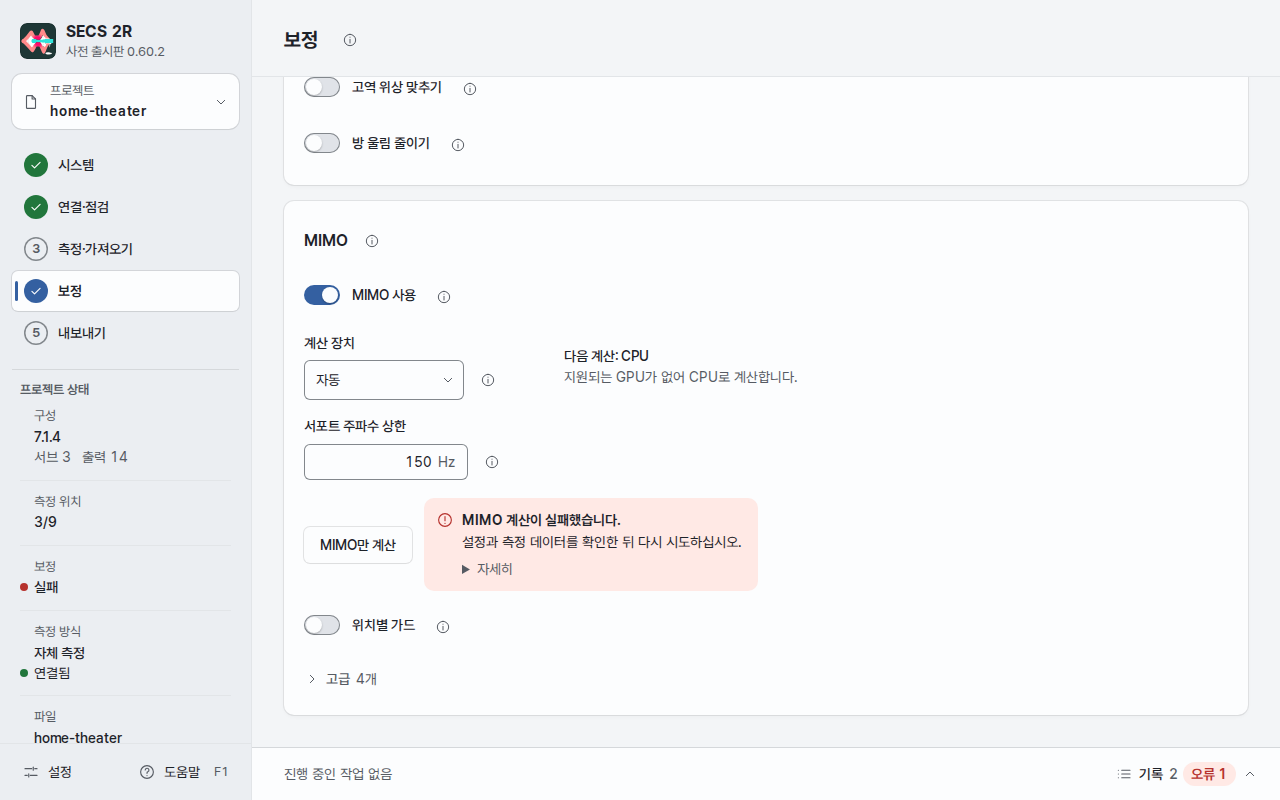 SECS 2R
사전 출시판 0.60.2
프로젝트
home-theater
시스템
연결·점검
3 측정·가져오기
보정
5 내보내기
프로젝트 상태
구성
7.1.4
서브 3 출력 14
측정 위치
3/9
보정
실패
측정 방식
자체 측정
연결됨
파일
home-theater
설정 도움말 F1
보정
고역 위상 맞추기
방 울림 줄이기
MIMO
MIMO 사용
계산 장치
자동
다음 계산: CPU
지원되는 GPU가 없어 CPU로 계산합니다.
서포트 주파수 상한
150 Hz
MIMO만 계산
MIMO 계산이 실패했습니다.
설정과 측정 데이터를 확인한 뒤 다시 시도하십시오.
자세히
위치별 가드
고급 4개
진행 중인 작업 없음
기록 2 오류 1